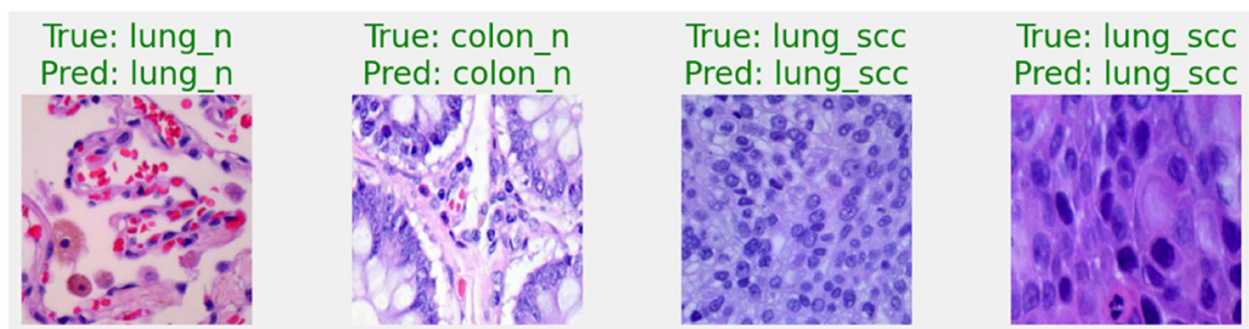 True: lung_n
Pred: lung_n
True: colon_n
Pred: colon_n
True: lung_scc
Pred: lung_scc
True: lung_scc
Pred: lung_scc